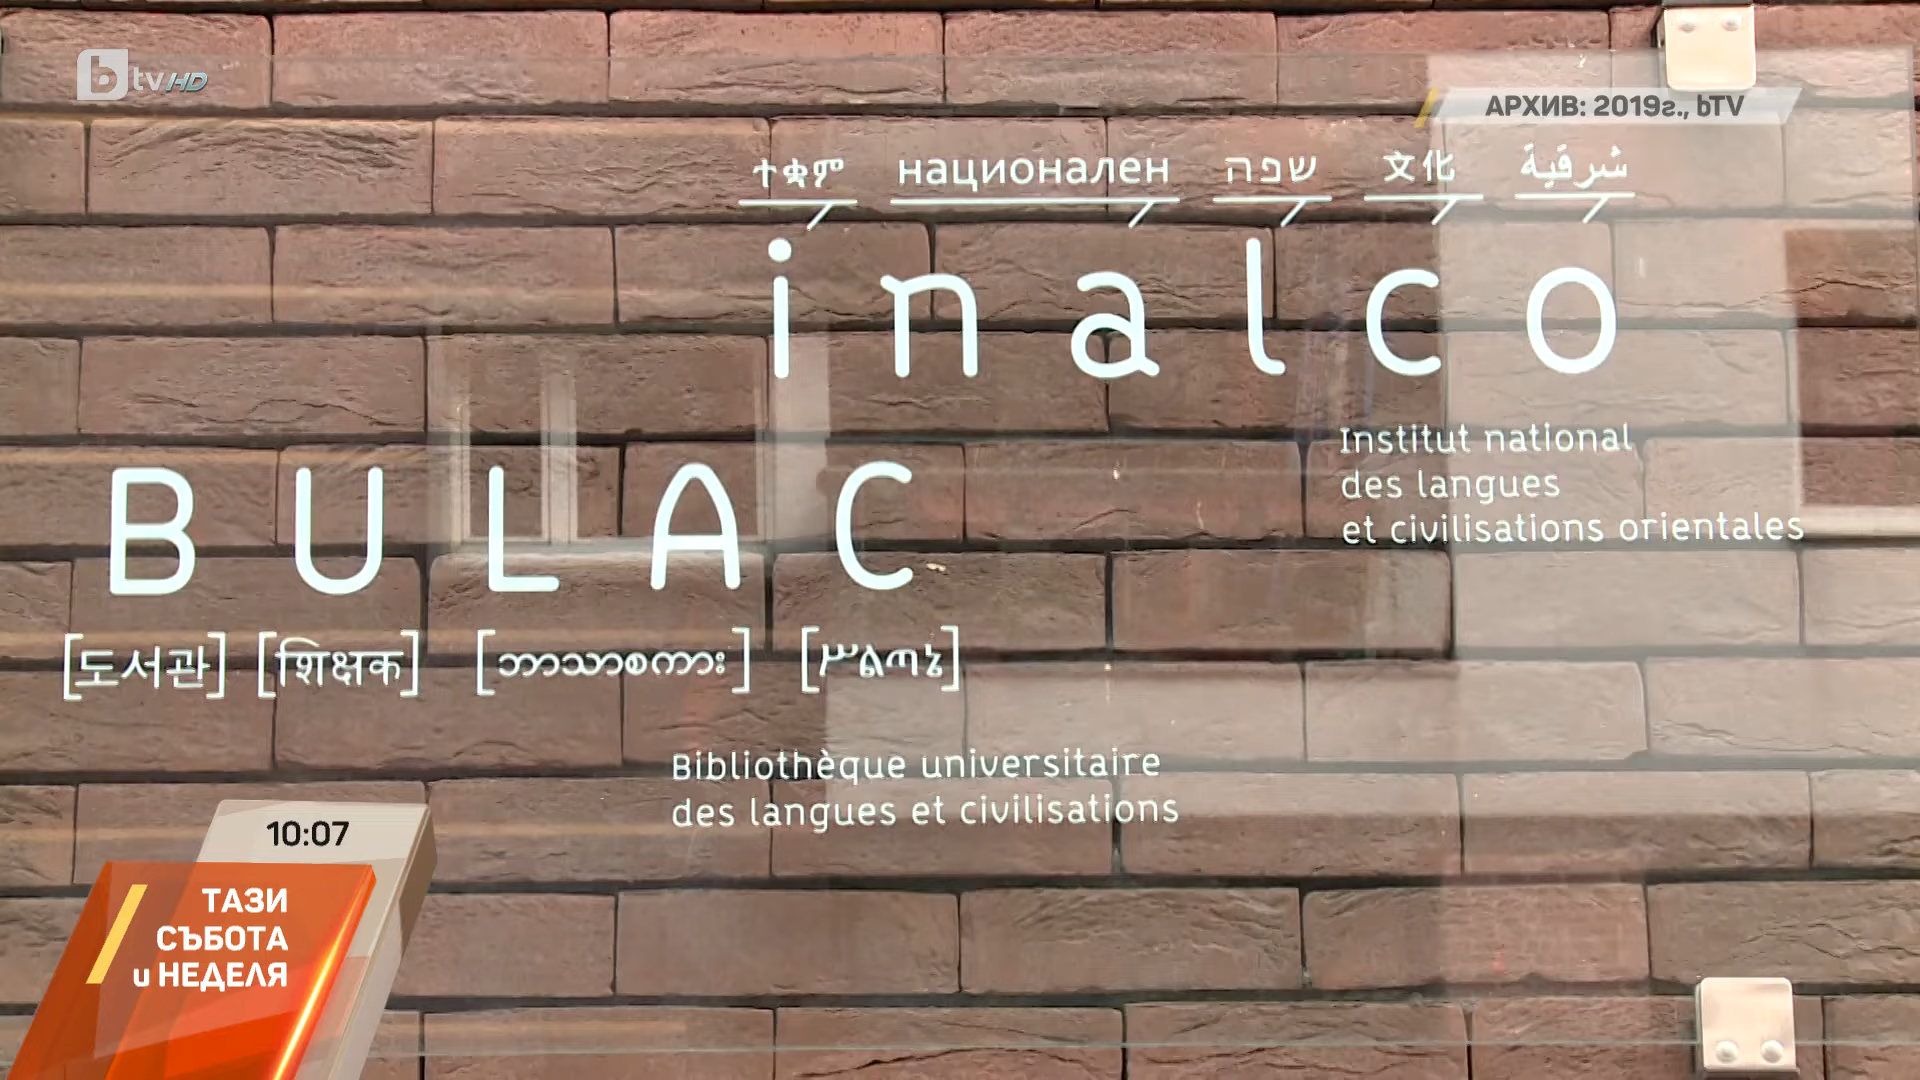 btv HD
АРХИВ: 2019г., bTV
ተቋም национален שפה 文化 شرقية
inalco
Institut national
des langues
et civilisations orientales
BULAC
[도서관] [शिक्षक] [ဘာသာစကား] [ሥልጣኔ]
Bibliothèque universitaire
des langues et civilisations
10:07
ТАЗИ
СЪБОТА
и НЕДЕЛЯ